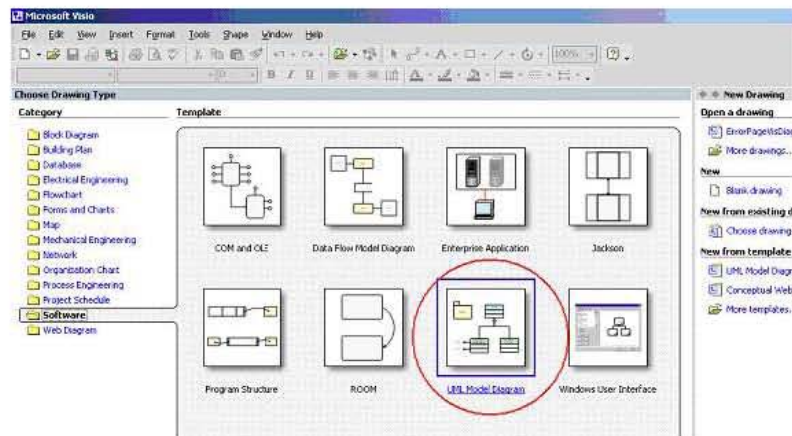 Microsoft Visio
File Edit View Insert Format Tools Shape Window Help
100%
B I U
Choose Drawing Type
Category
Template
Block Diagram
Building Plan
Database
Electrical Engineering
Flowchart
Forms and Charts
Map
Mechanical Engineering
Network
Organization Chart
Process Engineering
Project Schedule
Software
Web Diagram
COM and OLE
Data Flow Model Diagram
Enterprise Application
Jackson
Program Structure
ROOM
UML Model Diagram
Windows User Interface
New Drawing
Open a drawing
ErrorPageVisDiag
More drawings...
New
Blank drawing
New from existing d
Choose drawing
New from template
UML Model Diagr
Conceptual Web
More templates.